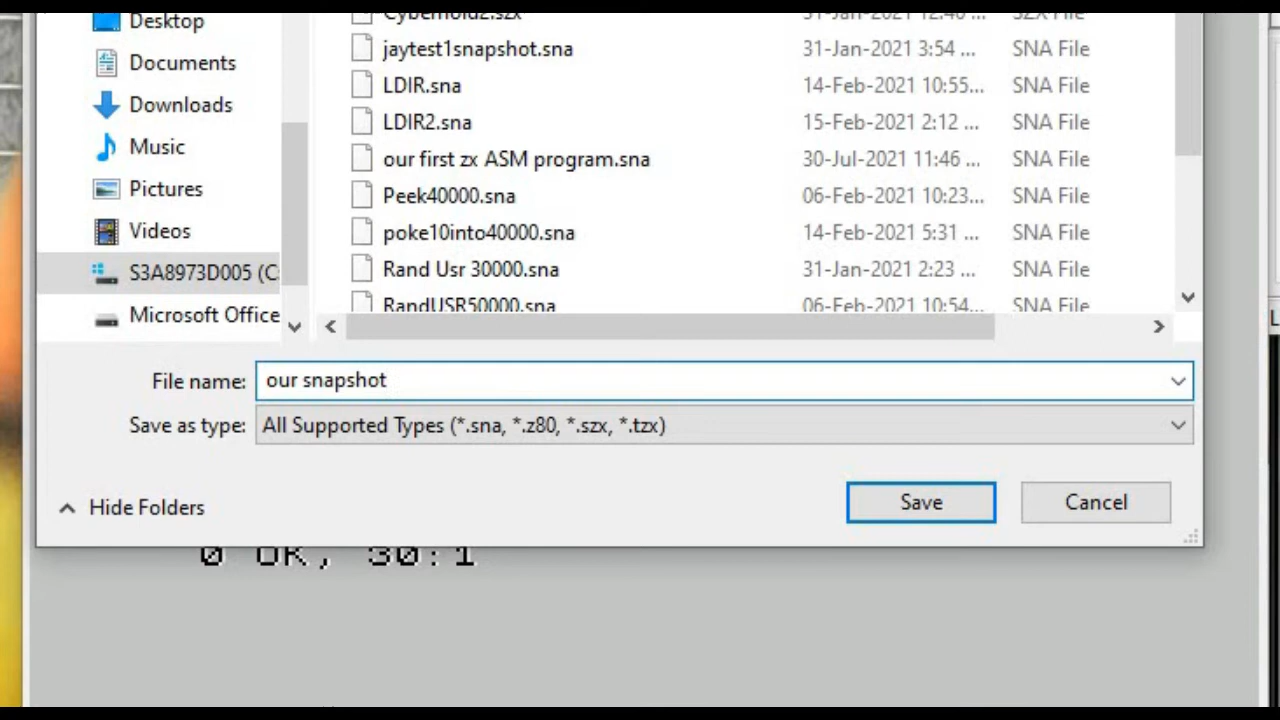 Desktop
Documents
Downloads
Music
Pictures
Videos
S3A8973D005 (C:
Microsoft Office
Cybernoid2.szx 31-Jan-2021 12:40 ... SZX File
jaytest1snapshot.sna 31-Jan-2021 3:54 ... SNA File
LDIR.sna 14-Feb-2021 10:55... SNA File
LDIR2.sna 15-Feb-2021 2:12 ... SNA File
our first zx ASM program.sna 30-Jul-2021 11:46 ... SNA File
Peek40000.sna 06-Feb-2021 10:23... SNA File
poke10into40000.sna 14-Feb-2021 5:31 ... SNA File
Rand Usr 30000.sna 31-Jan-2021 2:23 ... SNA File
RandUSR50000.sna 06-Feb-2021 10:54... SNA File
File name: our snapshot
Save as type: All Supported Types (*.sna, *.z80, *.szx, *.tzx)
Hide Folders
Save
Cancel
0 OK, 30:1